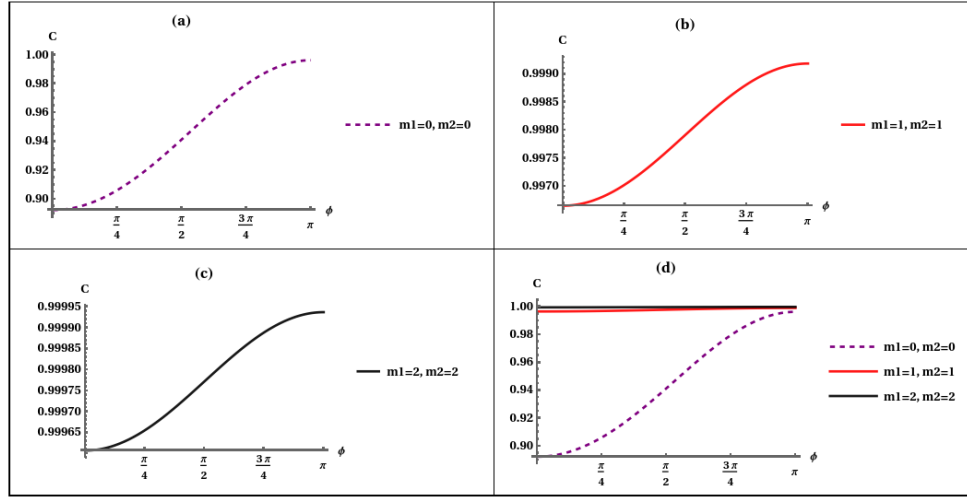 (a)
C
1.00
0.98
0.96
0.94
0.92
0.90
π/4
π/2
3π/4
π
ϕ
m1=0, m2=0
(b)
C
0.9990
0.9985
0.9980
0.9975
0.9970
π/4
π/2
3π/4
π
ϕ
m1=1, m2=1
(c)
C
0.99995
0.99990
0.99985
0.99980
0.99975
0.99970
0.99965
π/4
π/2
3π/4
π
ϕ
m1=2, m2=2
(d)
C
1.00
0.98
0.96
0.94
0.92
0.90
π/4
π/2
3π/4
π
ϕ
m1=0, m2=0
m1=1, m2=1
m1=2, m2=2